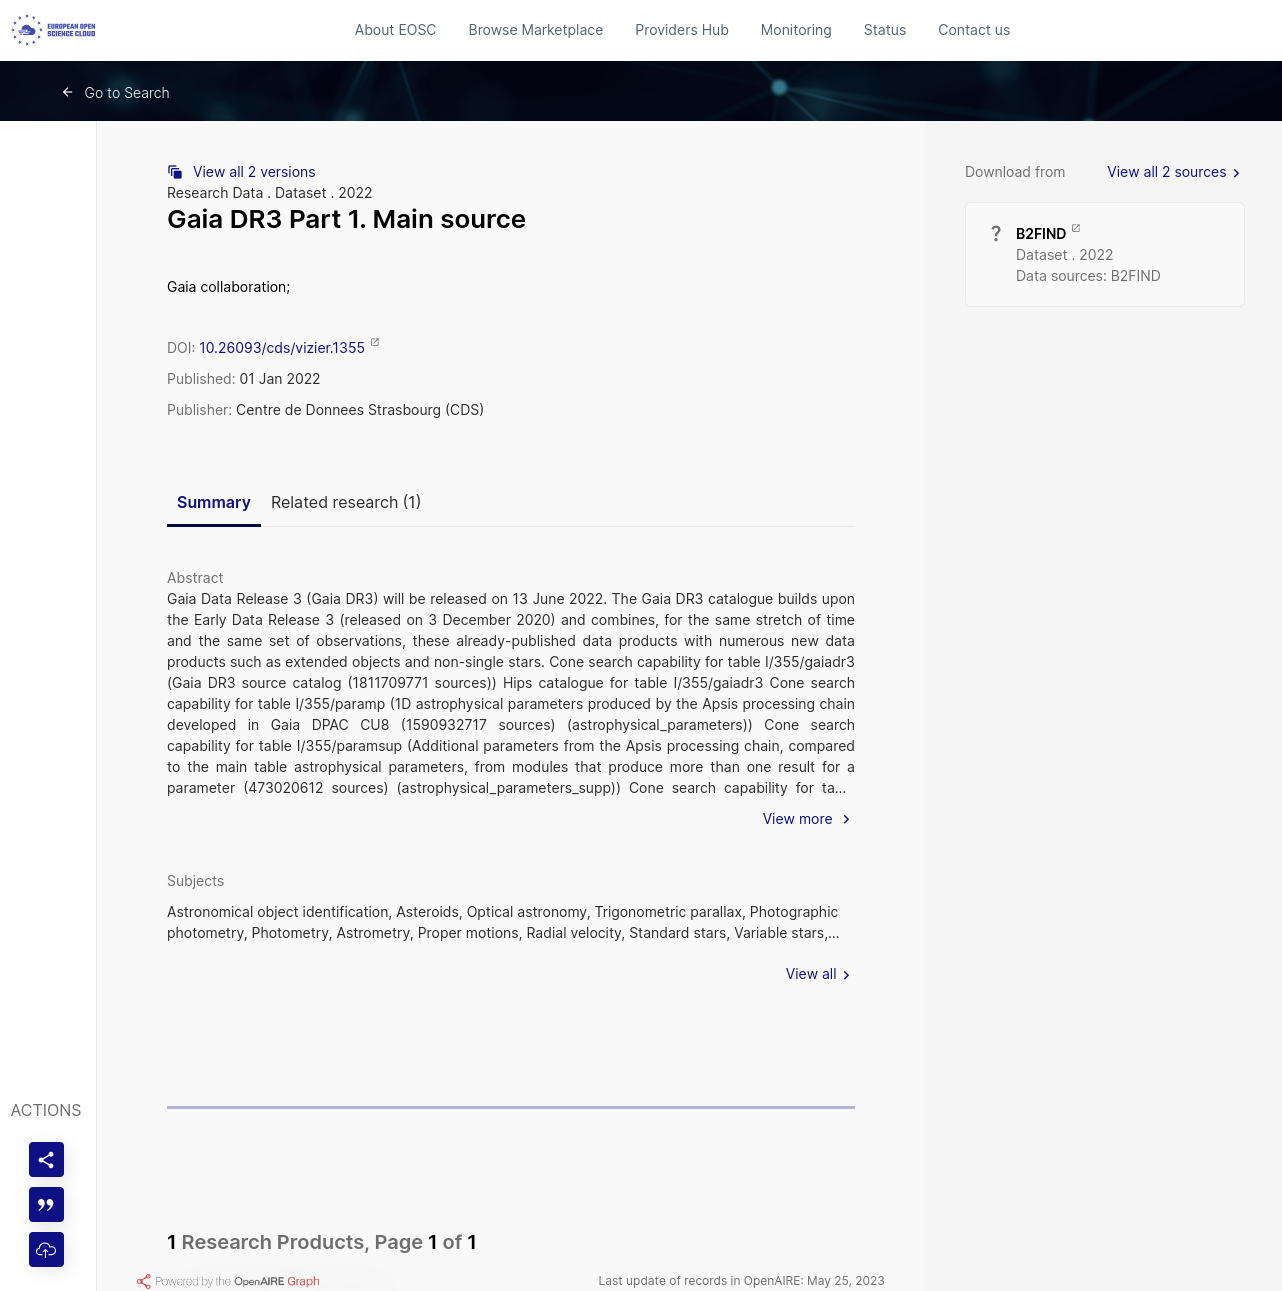 EUROPEAN OPEN
SCIENCE CLOUD
About EOSC
Browse Marketplace
Providers Hub
Monitoring
Status
Contact us
Go to Search
View all 2 versions
Research Data . Dataset . 2022
Gaia DR3 Part 1. Main source
Gaia collaboration;
DOI: 10.26093/cds/vizier.1355
Published: 01 Jan 2022
Publisher: Centre de Donnees Strasbourg (CDS)
Download from
View all 2 sources
B2FIND
Dataset . 2022
Data sources: B2FIND
Summary
Related research (1)
Abstract
Gaia Data Release 3 (Gaia DR3) will be released on 13 June 2022. The Gaia DR3 catalogue builds upon
the Early Data Release 3 (released on 3 December 2020) and combines, for the same stretch of time
and the same set of observations, these already-published data products with numerous new data
products such as extended objects and non-single stars. Cone search capability for table I/355/gaiadr3
(Gaia DR3 source catalog (1811709771 sources)) Hips catalogue for table I/355/gaiadr3 Cone search
capability for table I/355/paramp (1D astrophysical parameters produced by the Apsis processing chain
developed in Gaia DPAC CU8 (1590932717 sources) (astrophysical_parameters)) Cone search
capability for table I/355/paramsup (Additional parameters from the Apsis processing chain, compared
to the main table astrophysical parameters, from modules that produce more than one result for a
parameter (473020612 sources) (astrophysical_parameters_supp)) Cone search capability for ta...
View more
Subjects
Astronomical object identification, Asteroids, Optical astronomy, Trigonometric parallax, Photographic
photometry, Photometry, Astrometry, Proper motions, Radial velocity, Standard stars, Variable stars,...
View all
ACTIONS
1 Research Products, Page 1 of 1
Powered by the OpenAIRE Graph
Last update of records in OpenAIRE: May 25, 2023